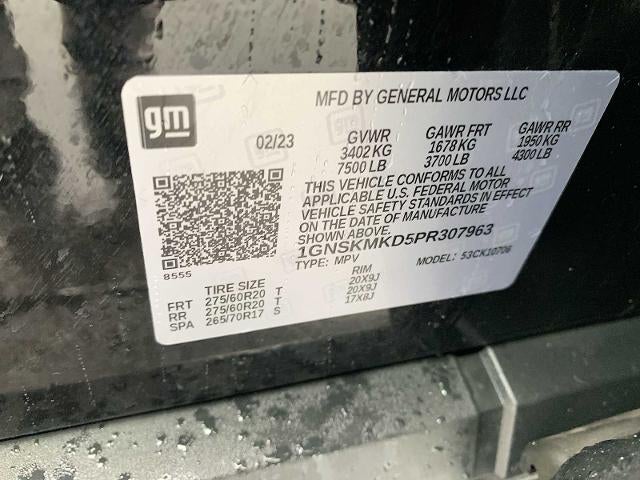 gm
MFD BY GENERAL MOTORS LLC
02/23 GVWR GAWR FRT GAWR RR
3402 KG 1678 KG 1950 KG
7500 LB 3700 LB 4300 LB
THIS VEHICLE CONFORMS TO ALL
APPLICABLE U.S. FEDERAL MOTOR
VEHICLE SAFETY STANDARDS IN EFFECT
ON THE DATE OF MANUFACTURE
SHOWN ABOVE.
1GNSKMKD5PR307963
8555
TYPE: MPV MODEL: 53CK10706
TIRE SIZE RIM
FRT 275/60R20 T 20X9J
RR 275/60R20 T 20X9J
SPA 265/70R17 S 17X8J